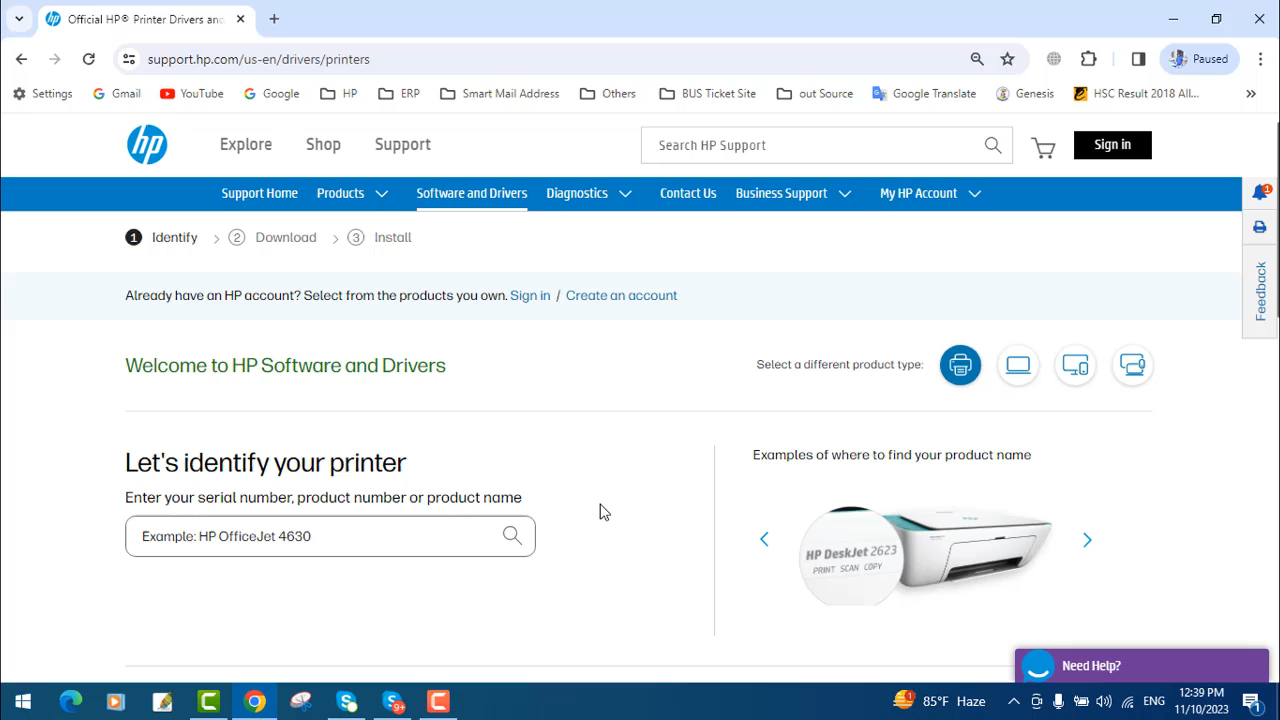 Official HP® Printer Drivers and
support.hp.com/us-en/drivers/printers
Paused
Settings
Gmail
YouTube
Google
HP
ERP
Smart Mail Address
Others
BUS Ticket Site
out Source
Google Translate
Genesis
HSC Result 2018 All...
hp
Explore
Shop
Support
Search HP Support
Sign in
Support Home
Products
Software and Drivers
Diagnostics
Contact Us
Business Support
My HP Account
1
1 Identify
2 Download
3 Install
Feedback
Already have an HP account? Select from the products you own. Sign in / Create an account
Welcome to HP Software and Drivers
Select a different product type:
Let's identify your printer
Examples of where to find your product name
Enter your serial number, product number or product name
Example: HP OfficeJet 4630
HP DeskJet 2623
PRINT SCAN COPY
Need Help?
9+
1
85°F Haze
ENG
12:39 PM
11/10/2023
1